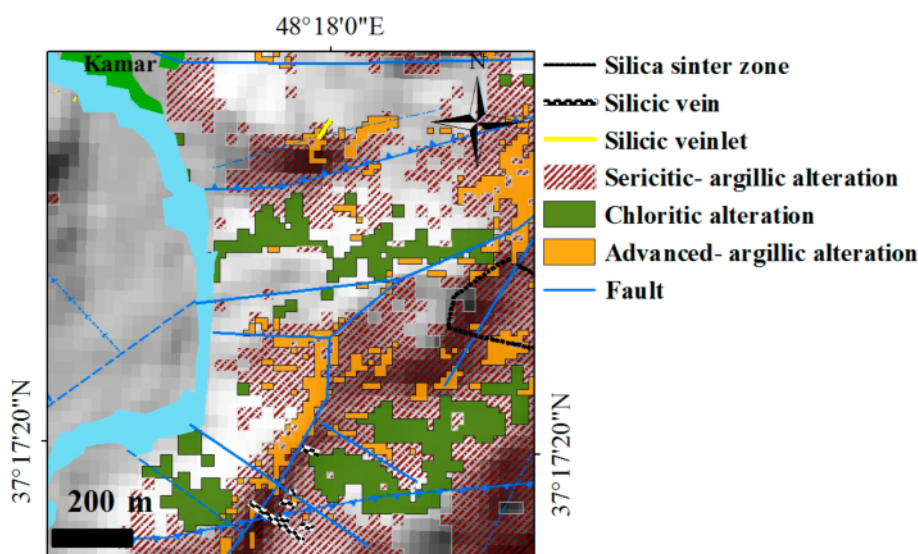 48°18'0"E
Kamar
N
37°17'20"N
37°17'20"N
200 m
Silica sinter zone
Silicic vein
Silicic veinlet
Sericitic- argillic alteration
Chloritic alteration
Advanced- argillic alteration
Fault